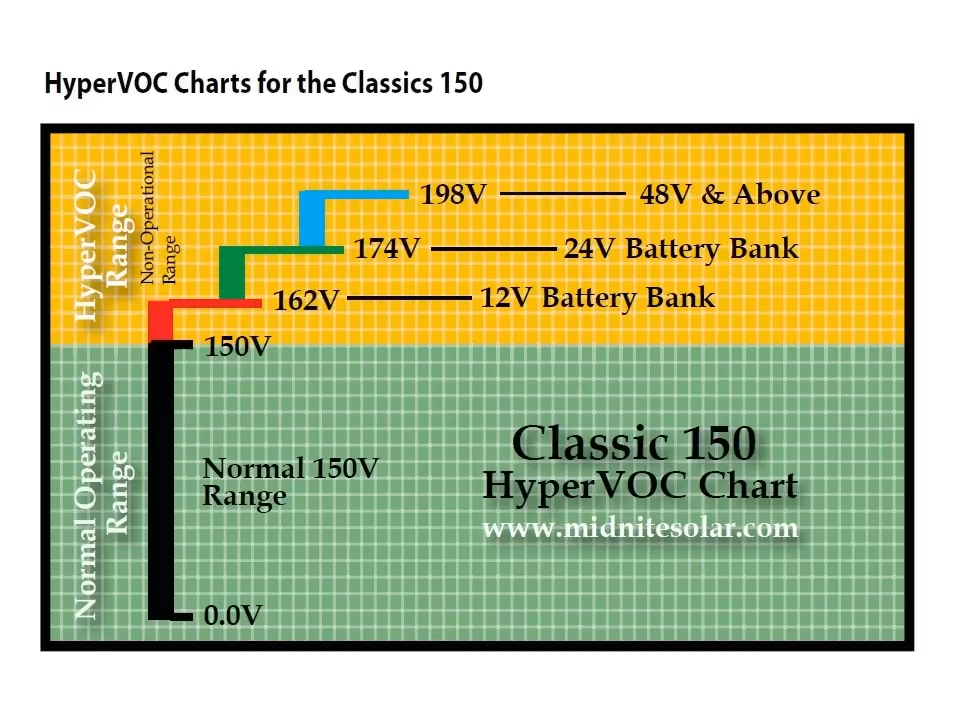 HyperVOC Charts for the Classics 150
HyperVOC
Range
Non-Operational
Range
198V 48V & Above
174V 24V Battery Bank
162V 12V Battery Bank
150V
Normal Operating
Range
Normal 150V
Range
Classic 150
HyperVOC Chart
www.midnitesolar.com
0.0V